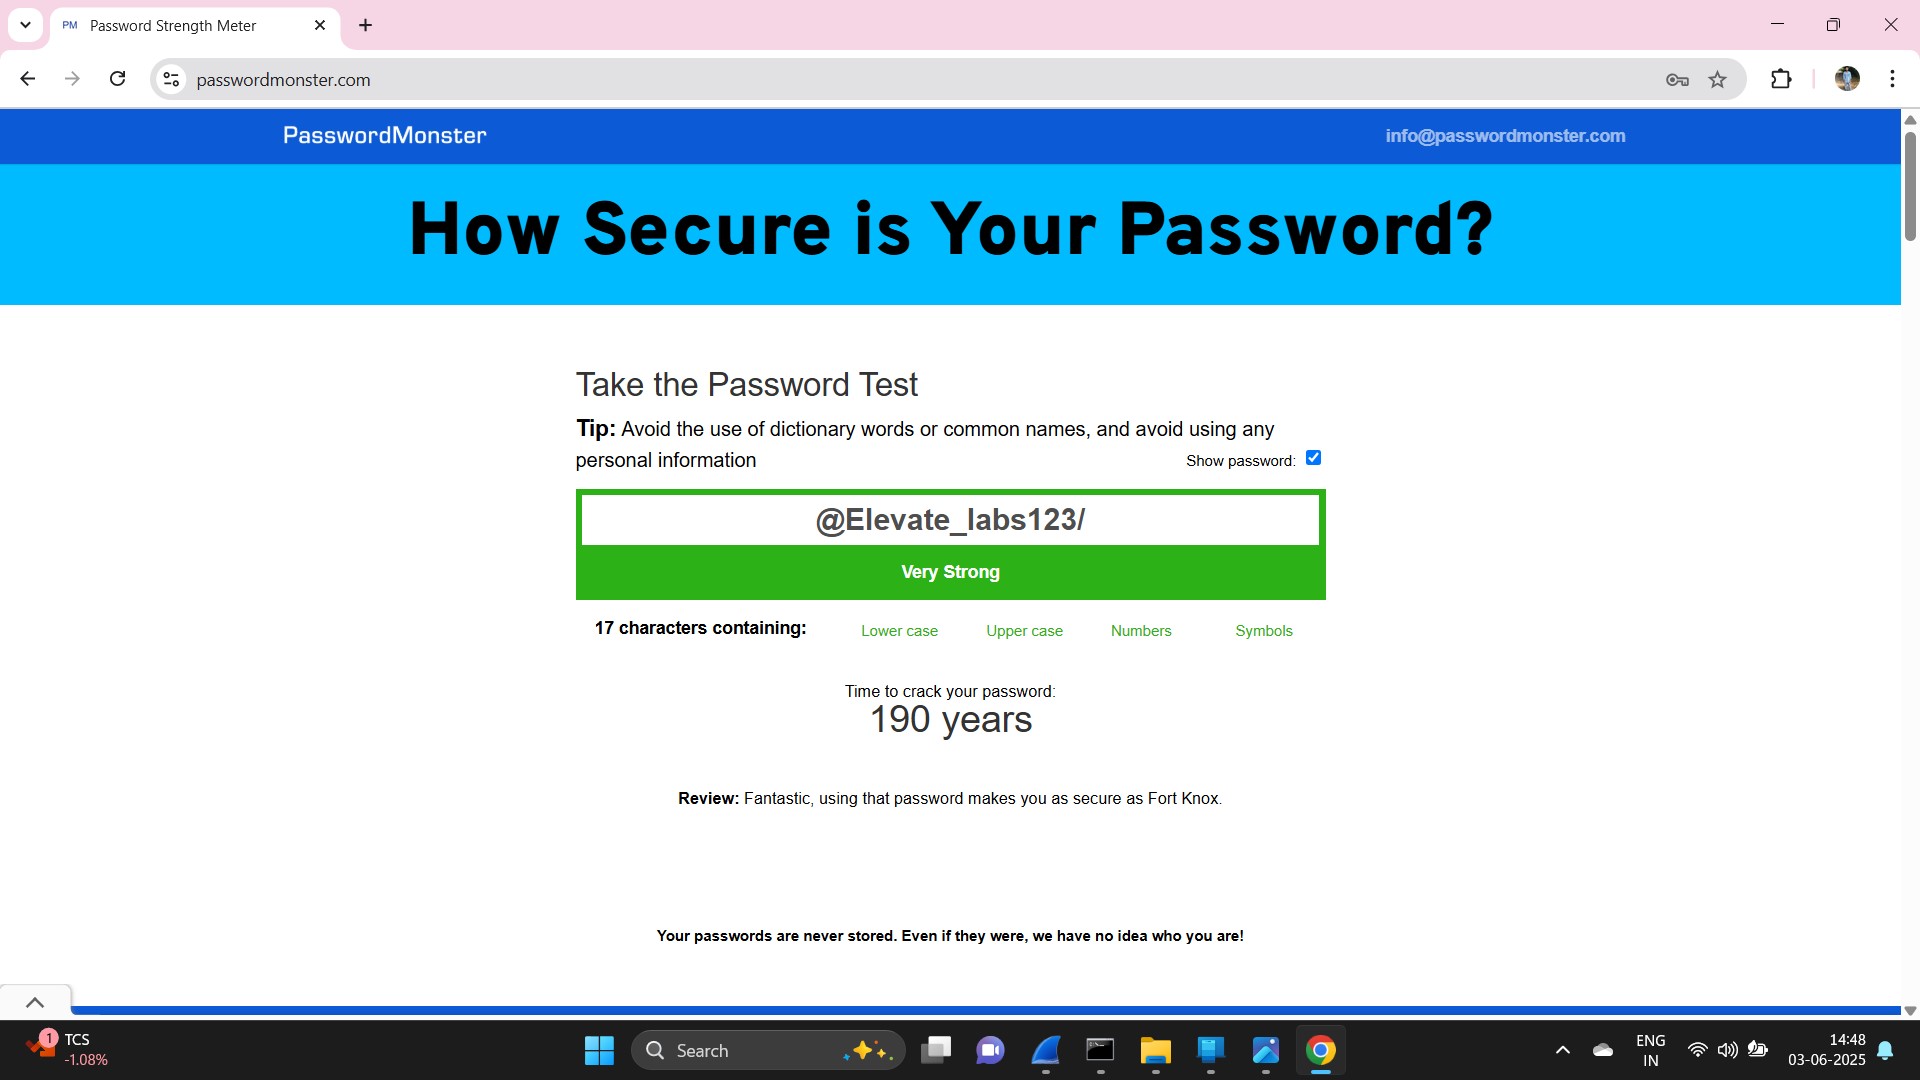 PM Password Strength Meter
passwordmonster.com
PasswordMonster info@passwordmonster.com
How Secure is Your Password?
Take the Password Test
Tip: Avoid the use of dictionary words or common names, and avoid using any
personal information
Show password:
@Elevate_labs123/
Very Strong
17 characters containing: Lower case Upper case Numbers Symbols
Time to crack your password:
190 years
Review: Fantastic, using that password makes you as secure as Fort Knox.
Your passwords are never stored. Even if they were, we have no idea who you are!
1 TCS
-1.08%
Search
ENG
IN
14:48
03-06-2025